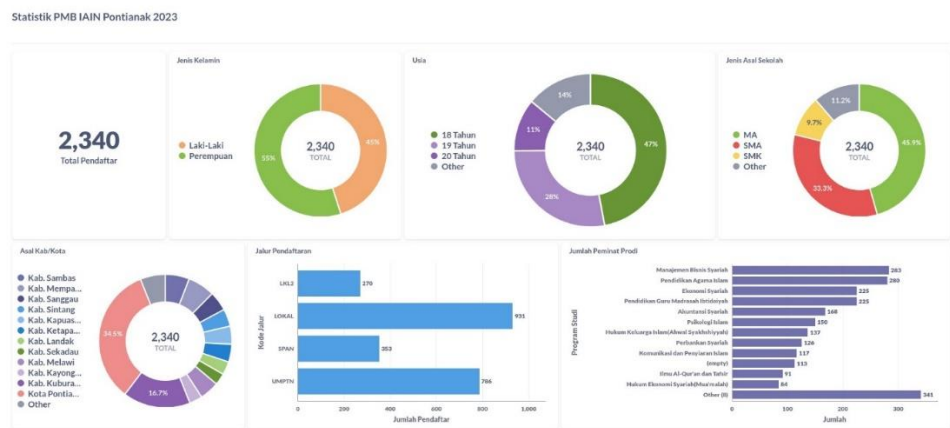 Statistik PMB IAIN Pontianak 2023
2,340
Total Pendaftar
Jenis Kelamin
Laki-Laki
Perempuan
45%
55%
2,340
TOTAL
Usia
18 Tahun
19 Tahun
20 Tahun
Other
14%
11%
28%
47%
2,340
TOTAL
Jenis Asal Sekolah
MA
SMA
SMK
Other
11.2%
9.7%
33.3%
45.9%
2,340
TOTAL
Asal Kab/Kota
Kab. Sambas
Kab. Mempa...
Kab. Sanggau
Kab. Sintang
Kab. Kapuas...
Kab. Ketapa...
Kab. Landak
Kab. Sekadau
Kab. Melawi
Kab. Kayong...
Kab. Kubura...
Kota Pontia...
Other
34.5%
16.7%
2,340
TOTAL
Jalur Pendaftaran
Kode Jalur
LKL2
270
LOKAL
931
SPAN
353
UMPTN
786
0 200 400 600 800 1,000
Jumlah Pendaftar
Jumlah Peminat Prodi
Program Studi
Manajemen Bisnis Syariah 283
Pendidikan Agama Islam 280
Ekonomi Syariah 225
Pendidikan Guru Madrasah Ibtidaiyah 225
Akuntansi Syariah 168
Psikologi Islam 150
Hukum Keluarga Islam(Ahwal Syakhshiyyah) 137
Perbankan Syariah 126
Komunikasi dan Penyiaran Islam 117
(empty) 113
Ilmu Al-Qur'an dan Tafsir 91
Hukum Ekonomi Syariah(Muamalah) 84
Other (8) 341
0 100 200 300
Jumlah